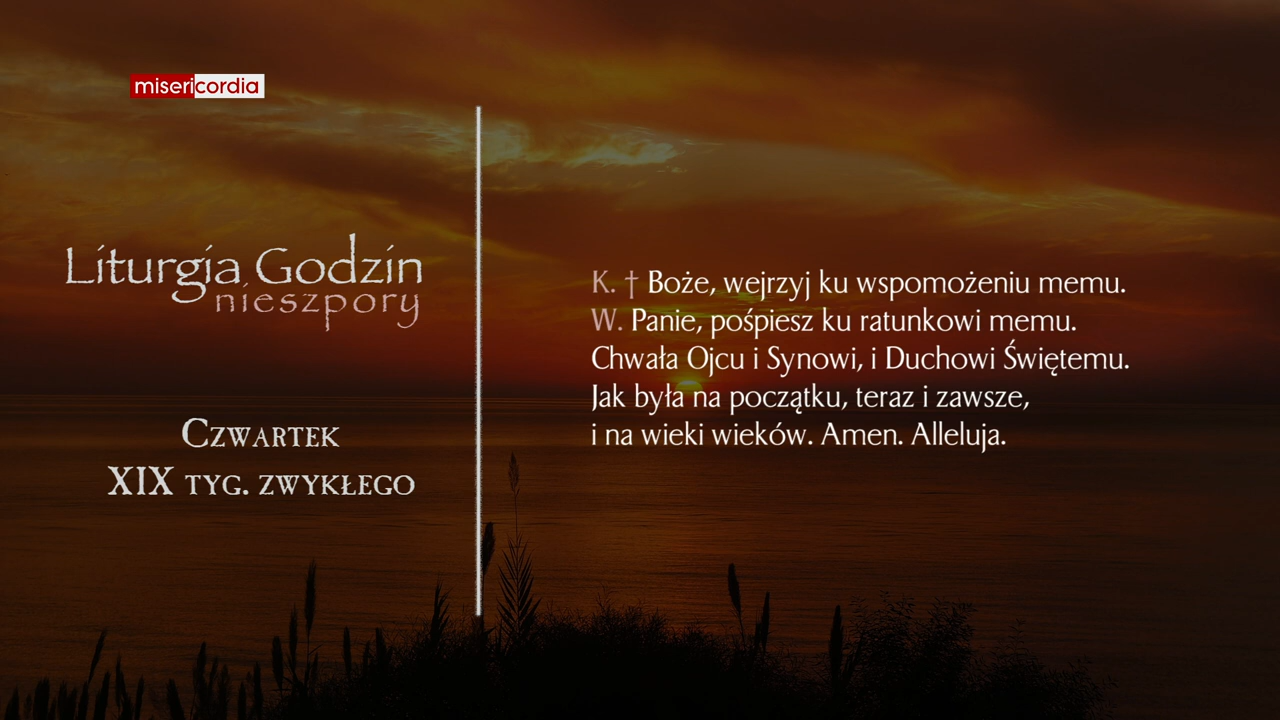 misericordia
Liturgia Godzin
nieszpory
Czwartek
XIX tyg. zwykłego
K. † Boże, wejrzyj ku wspomożeniu memu.
W. Panie, pośpiesz ku ratunkowi memu.
Chwała Ojcu i Synowi, i Duchowi Świętemu.
Jak była na początku, teraz i zawsze,
i na wieki wieków. Amen. Alleluja.